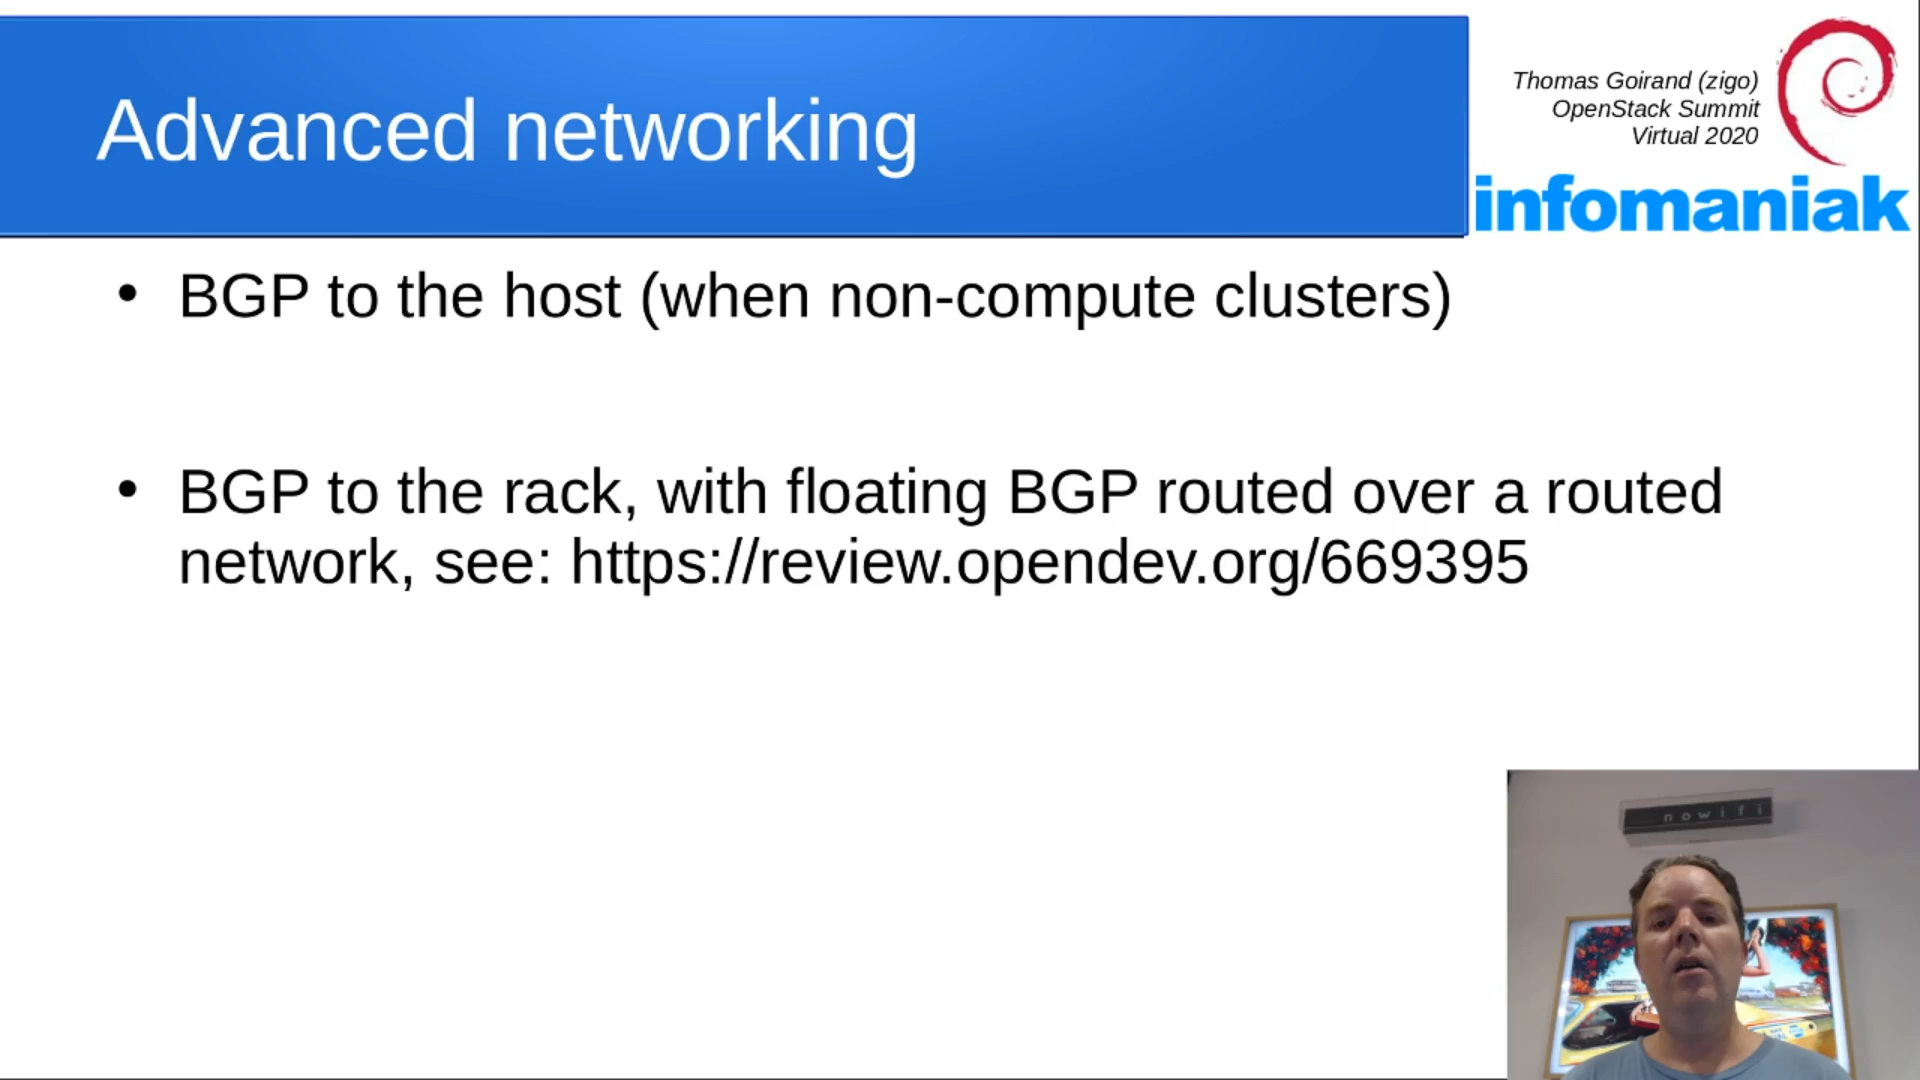 Advanced networking
Thomas Goirand (zigo)
OpenStack Summit
Virtual 2020
infomaniak
• BGP to the host (when non-compute clusters)
• BGP to the rack, with floating BGP routed over a routed
network, see: https://review.opendev.org/669395
nowifi